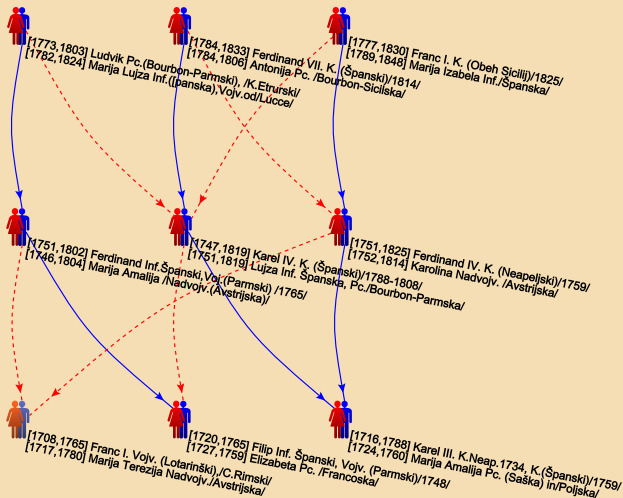 [1773,1803] Ludvik Pc.(Bourbon-Parmski), /K.Etrurski/
[1782,1824] Marija Lujza Inf.([panska),Vojv.od/Lucce/
[1784,1833] Ferdinand VII. K. (Španski)/1814/
[1784,1806] Antonija Pc. /Bourbon-Sicilska/
[1777,1830] Franc I. K. (Obeh Sicilij)/1825/
[1789,1848] Marija Izabela Inf./Španska/
[1751,1802] Ferdinand Inf.Španski,Voj.(Parmski) /1765/
[1746,1804] Marija Amalija /Nadvojv.(Avstrijska)/
[1747,1819] Karel IV. K. (Španski)/1788-1808/
[1751,1819] Lujza Inf. Španska, Pc./Bourbon-Parmska/
[1751,1825] Ferdinand IV. K. (Neapeljski)/1759/
[1752,1814] Karolina Nadvojv. /Avstrijska/
[1708,1765] Franc I. Vojv. (Lotarinški),/C.Rimski/
[1717,1780] Marija Terezija Nadvojv./Avstrijska/
[1720,1765] Filip Inf. Španski, Vojv. (Parmski)/1748/
[1727,1759] Elizabeta Pc. /Francoska/
[1716,1788] Karel III. K.Neap.1734, K.(Španski)/1759/
[1724,1760] Marija Amalija Pc. (Saška) in/Poljska/